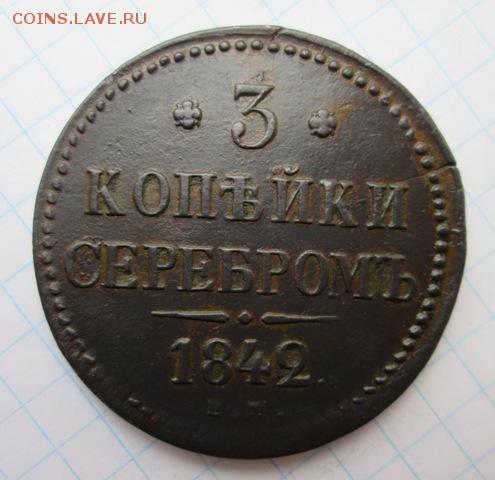 COINS.LAVE.RU
3
КОПѢЙКИ
СЕРЕБРОМЪ
1842.